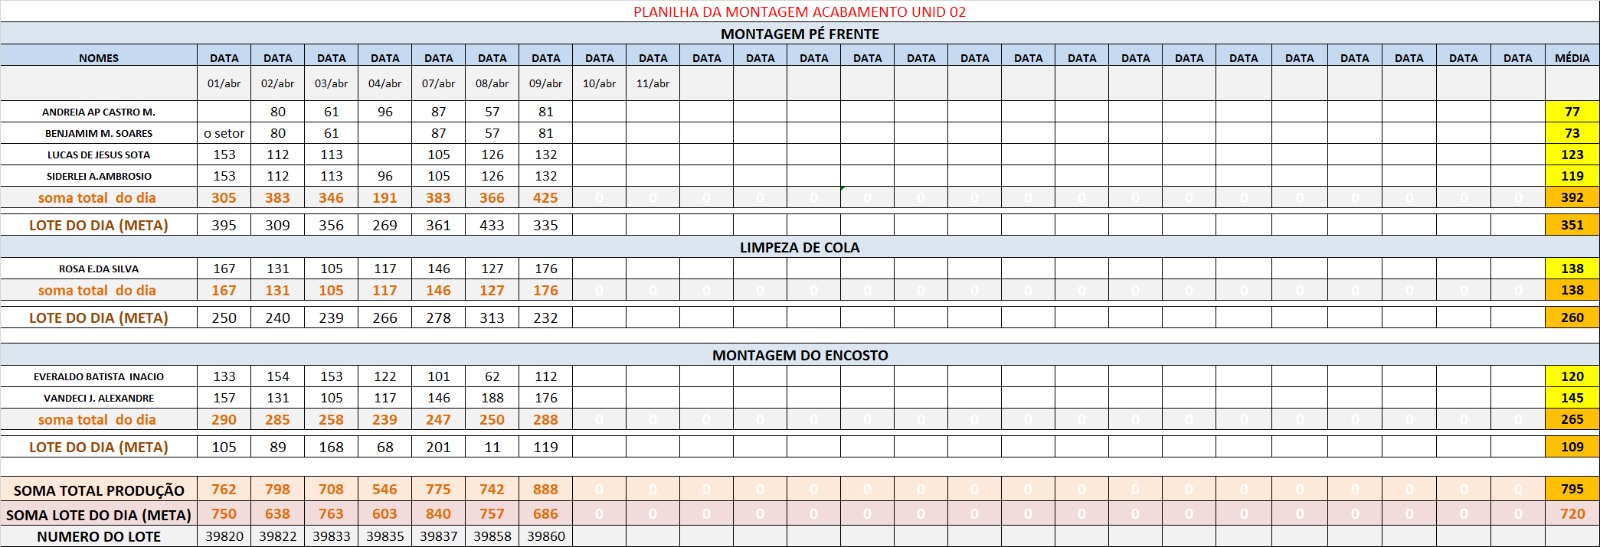 PLANILHA DA MONTAGEM ACABAMENTO UNID 02
MONTAGEM PÉ FRENTE
NOMES DATA DATA DATA DATA DATA DATA DATA DATA DATA DATA DATA DATA DATA DATA DATA DATA DATA DATA DATA DATA DATA DATA DATA DATA DATA MÉDIA
01/abr 02/abr 03/abr 04/abr 07/abr 08/abr 09/abr 10/abr 11/abr
ANDREIA AP CASTRO M. 80 61 96 87 57 81 77
BENJAMIM M. SOARES o setor 80 61 87 57 81 73
LUCAS DE JESUS SOTA 153 112 113 105 126 132 123
SIDERLEI A.AMBROSIO 153 112 113 96 105 126 132 119
soma total do dia 305 383 346 191 383 366 425 0 0 0 0 0 0 0 0 0 0 0 0 0 0 0 0 0 0 392
LOTE DO DIA (META) 395 309 356 269 361 433 335 351
LIMPEZA DE COLA
ROSA E.DA SILVA 167 131 105 117 146 127 176 138
soma total do dia 167 131 105 117 146 127 176 0 0 0 0 0 0 0 0 0 0 0 0 0 0 0 0 0 0 138
LOTE DO DIA (META) 250 240 239 266 278 313 232 260
MONTAGEM DO ENCOSTO
EVERALDO BATISTA INACIO 133 154 153 122 101 62 112 120
VANDECI J. ALEXANDRE 157 131 105 117 146 188 176 145
soma total do dia 290 285 258 239 247 250 288 0 0 0 0 0 0 0 0 0 0 0 0 0 0 0 0 0 0 265
LOTE DO DIA (META) 105 89 168 68 201 11 119 109
SOMA TOTAL PRODUÇÃO 762 798 708 546 775 742 888 0 0 0 0 0 0 0 0 0 0 0 0 0 0 0 0 0 0 795
SOMA LOTE DO DIA (META) 750 638 763 603 840 757 686 0 0 0 0 0 0 0 0 0 0 0 0 0 0 0 0 0 0 720
NUMERO DO LOTE 39820 39822 39833 39835 39837 39858 39860